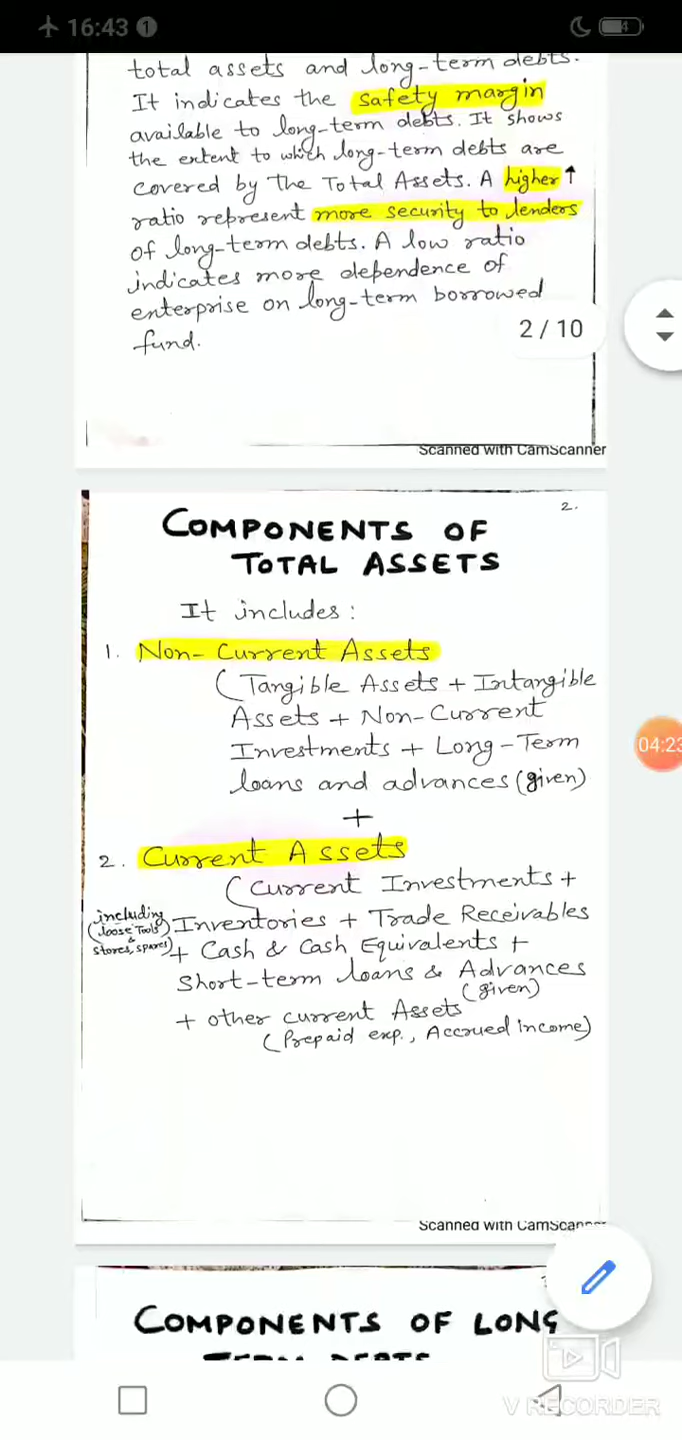 16:43 1
4
total assets and long-term debts.
It indicates the safety margin
available to long-term debts. It shows
the extent to which long-term debts are
covered by the Total Assets. A higher ↑
ratio represent more security to lenders
of long-term debts. A low ratio
indicates more dependence of
enterprise on long-term borrowed
fund.
2 / 10
Scanned with CamScanner
2.
COMPONENTS OF
TOTAL ASSETS
It includes:
1. Non-Current Assets
(Tangible Assets + Intangible
Assets + Non-Current
Investments + Long-Term
loans and advances (given)
04:23
+
2. Current Assets
(Current Investments +
Inventories + Trade Receivables
including
(loose Tools)
& 
stores, spares)
+ Cash & Cash Equivalents +
Short-term loans & Advances
(given)
+ other current Assets
(Prepaid exp., Accrued income)
Scanned with CamScanner
COMPONENTS OF LONG
TERM DEBTS
V RECORDER